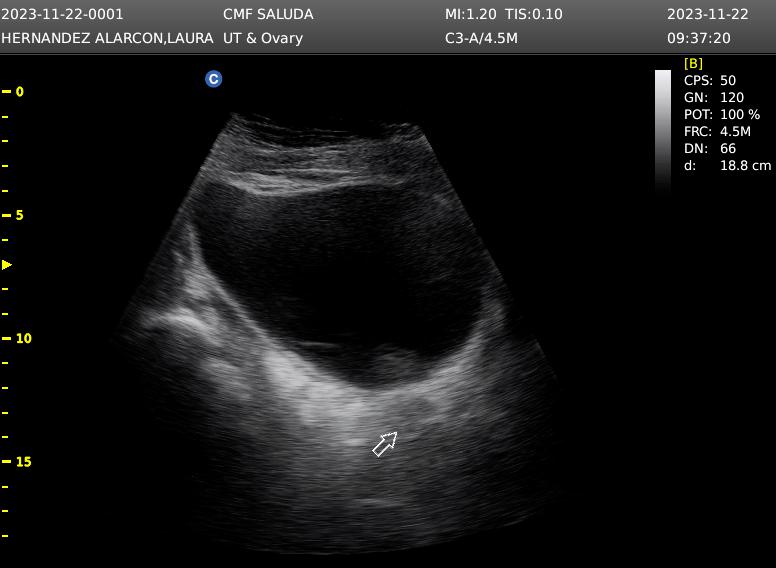 2023-11-22-0001 CMF SALUDA MI:1.20 TIS:0.10 2023-11-22
HERNANDEZ ALARCON,LAURA UT & Ovary C3-A/4.5M 09:37:20
[B]
CPS: 50
GN: 120
POT: 100 %
FRC: 4.5M
DN: 66
d: 18.8 cm
C
0
5
10
15